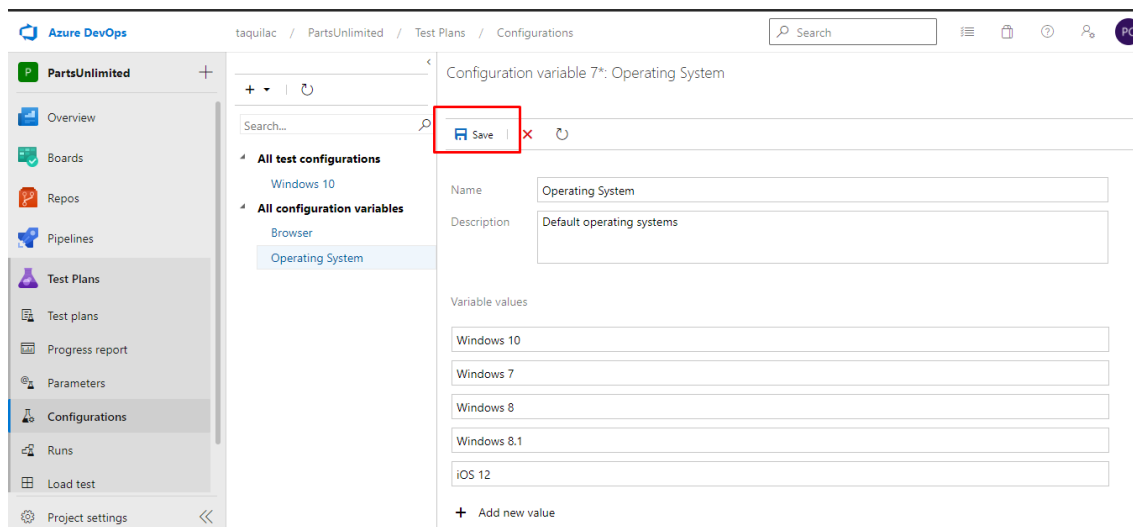 Azure DevOps
taquilac / PartsUnlimited / Test Plans / Configurations
Search
PC
P PartsUnlimited
Overview
Boards
Repos
Pipelines
Test Plans
Test plans
Progress report
Parameters
Configurations
Runs
Load test
Project settings
Search...
All test configurations
Windows 10
All configuration variables
Browser
Operating System
Configuration variable 7*: Operating System
Save
Name Operating System
Description Default operating systems
Variable values
Windows 10
Windows 7
Windows 8
Windows 8.1
iOS 12
+ Add new value